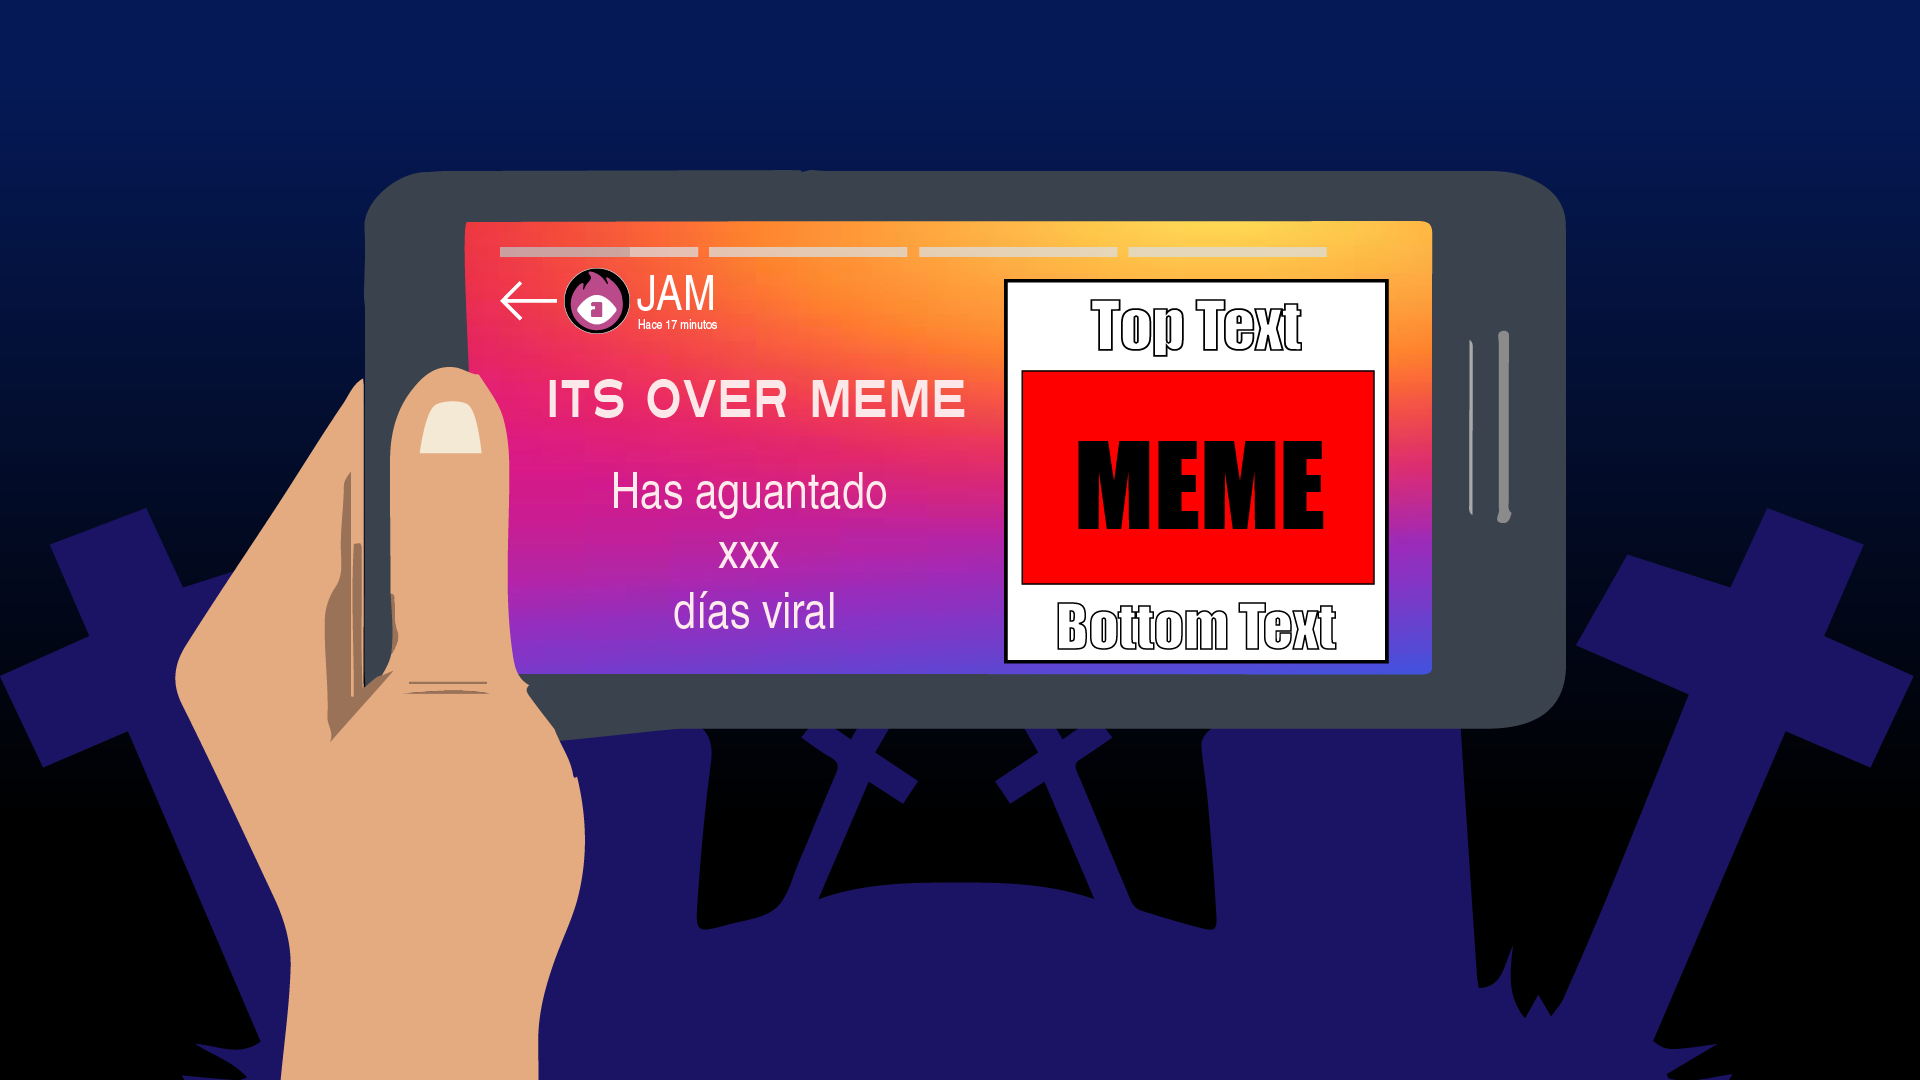 JAM
Hace 17 minutos
ITS OVER MEME
Has aguantado
xxx
días viral
Top Text
MEME
Bottom Text